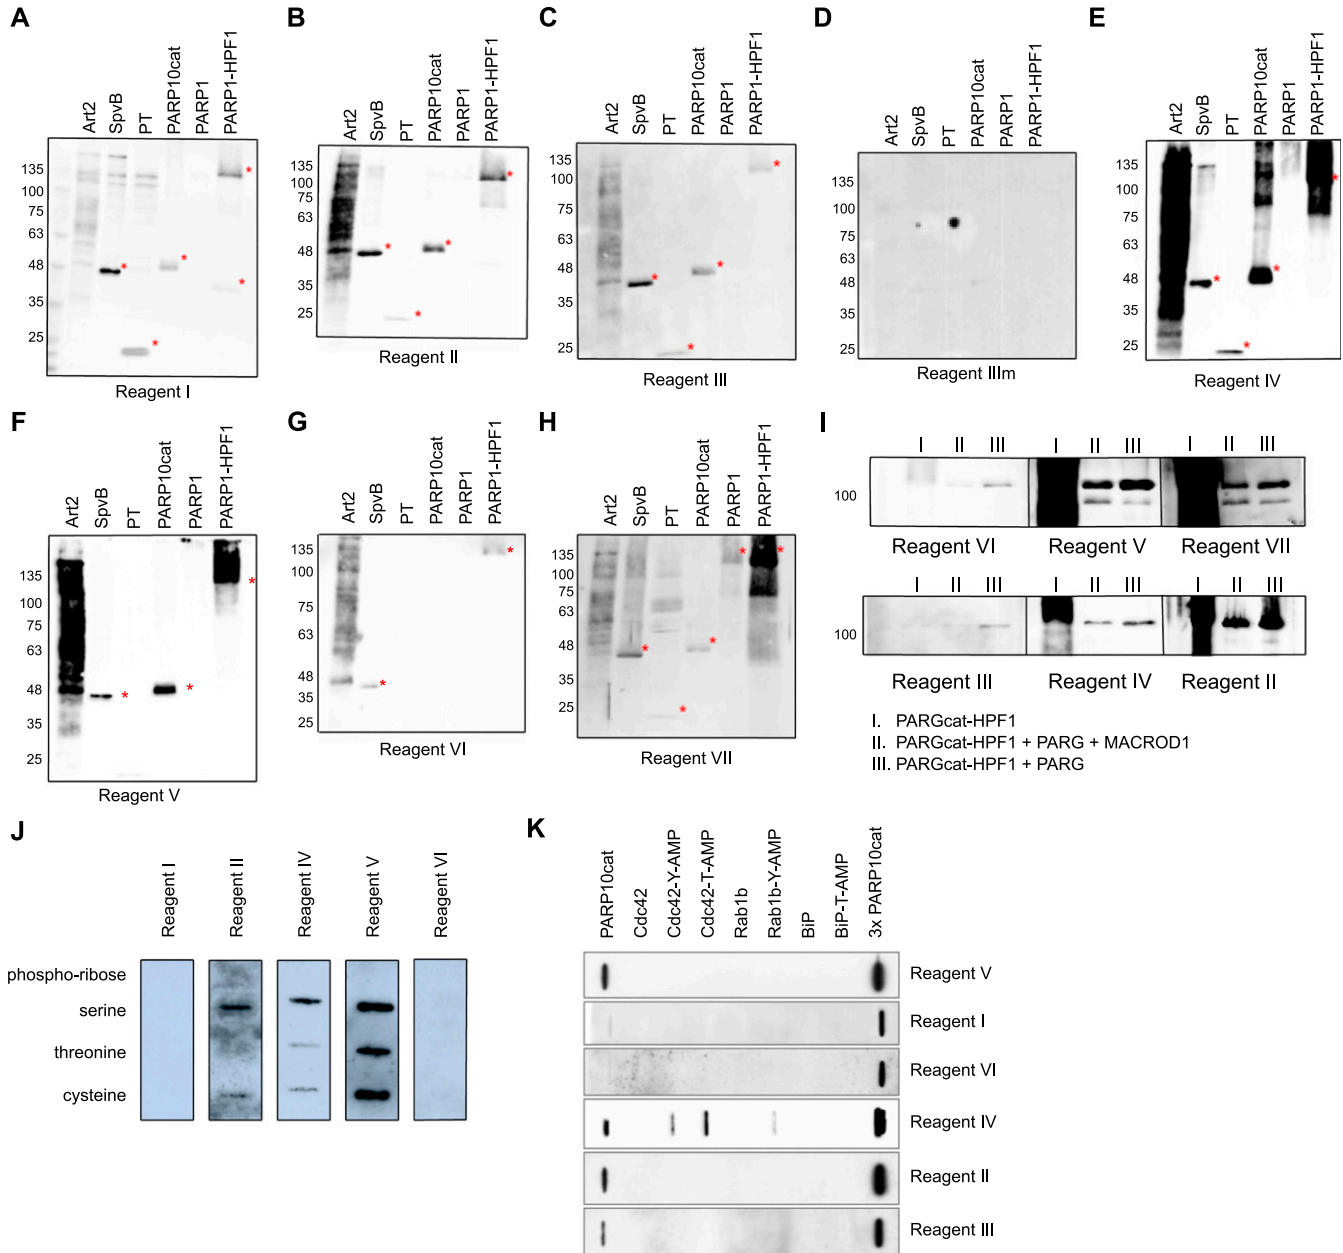 A
Art2
SpvB
PT
PARP10cat
PARP1
PARP1-HPF1
135
100
75
63
48
35
25
Reagent I
B
Art2
SpvB
PT
PARP10cat
PARP1
PARP1-HPF1
135
100
75
63
48
35
25
Reagent II
C
Art2
SpvB
PT
PARP10cat
PARP1
PARP1-HPF1
135
100
75
63
48
35
25
Reagent III
D
Art2
SpvB
PT
PARP10cat
PARP1
PARP1-HPF1
135
100
75
63
48
35
25
Reagent IIIm
E
Art2
SpvB
PT
PARP10cat
PARP1
PARP1-HPF1
135
100
75
63
48
35
25
Reagent IV
F
Art2
SpvB
PT
PARP10cat
PARP1
PARP1-HPF1
135
100
75
63
48
35
25
Reagent V
G
Art2
SpvB
PT
PARP10cat
PARP1
PARP1-HPF1
135
100
75
63
48
35
25
Reagent VI
H
Art2
SpvB
PT
PARP10cat
PARP1
PARP1-HPF1
135
100
75
63
48
35
25
Reagent VII
I
I II III I II III I II III
100
Reagent VI Reagent V Reagent VII
I II III I II III I II III
100
Reagent III Reagent IV Reagent II
I. PARGcat-HPF1
II. PARGcat-HPF1 + PARG + MACROD1
III. PARGcat-HPF1 + PARG
J
Reagent I
Reagent II
Reagent IV
Reagent V
Reagent VI
phospho-ribose
serine
threonine
cysteine
K
PARP10cat
Cdc42
Cdc42-Y-AMP
Cdc42-T-AMP
Rab1b
Rab1b-Y-AMP
BiP
BiP-T-AMP
3x PARP10cat
Reagent V
Reagent I
Reagent VI
Reagent IV
Reagent II
Reagent III